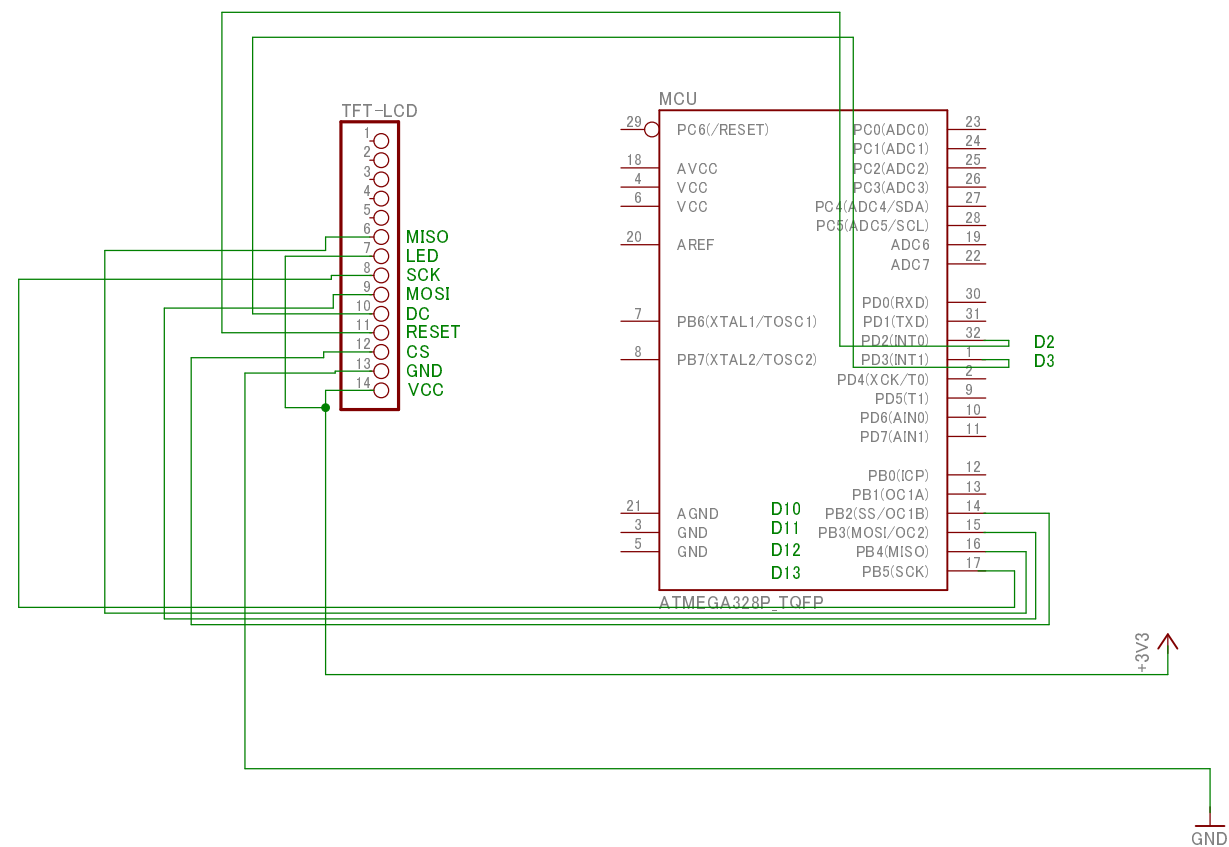 TFT-LCD
1
2
3
4
5
6 MISO
7 LED
8 SCK
9 MOSI
10 DC
11 RESET
12 CS
13 GND
14 VCC
MCU
29 PC6(/RESET)
18 AVCC
4 VCC
6 VCC
20 AREF
7 PB6(XTAL1/TOSC1)
8 PB7(XTAL2/TOSC2)
21 AGND
3 GND
5 GND
PC0(ADC0) 23
PC1(ADC1) 24
PC2(ADC2) 25
PC3(ADC3) 26
PC4(ADC4/SDA) 27
PC5(ADC5/SCL) 28
ADC6 19
ADC7 22
PD0(RXD) 30
PD1(TXD) 31
PD2(INT0) 32 D2
PD3(INT1) 1 D3
PD4(XCK/T0) 2
PD5(T1) 9
PD6(AIN0) 10
PD7(AIN1) 11
PB0(ICP) 12
PB1(OC1A) 13
D10 PB2(SS/OC1B) 14
D11 PB3(MOSI/OC2) 15
D12 PB4(MISO) 16
D13 PB5(SCK) 17
ATMEGA328P_TQFP
+3V3
GND